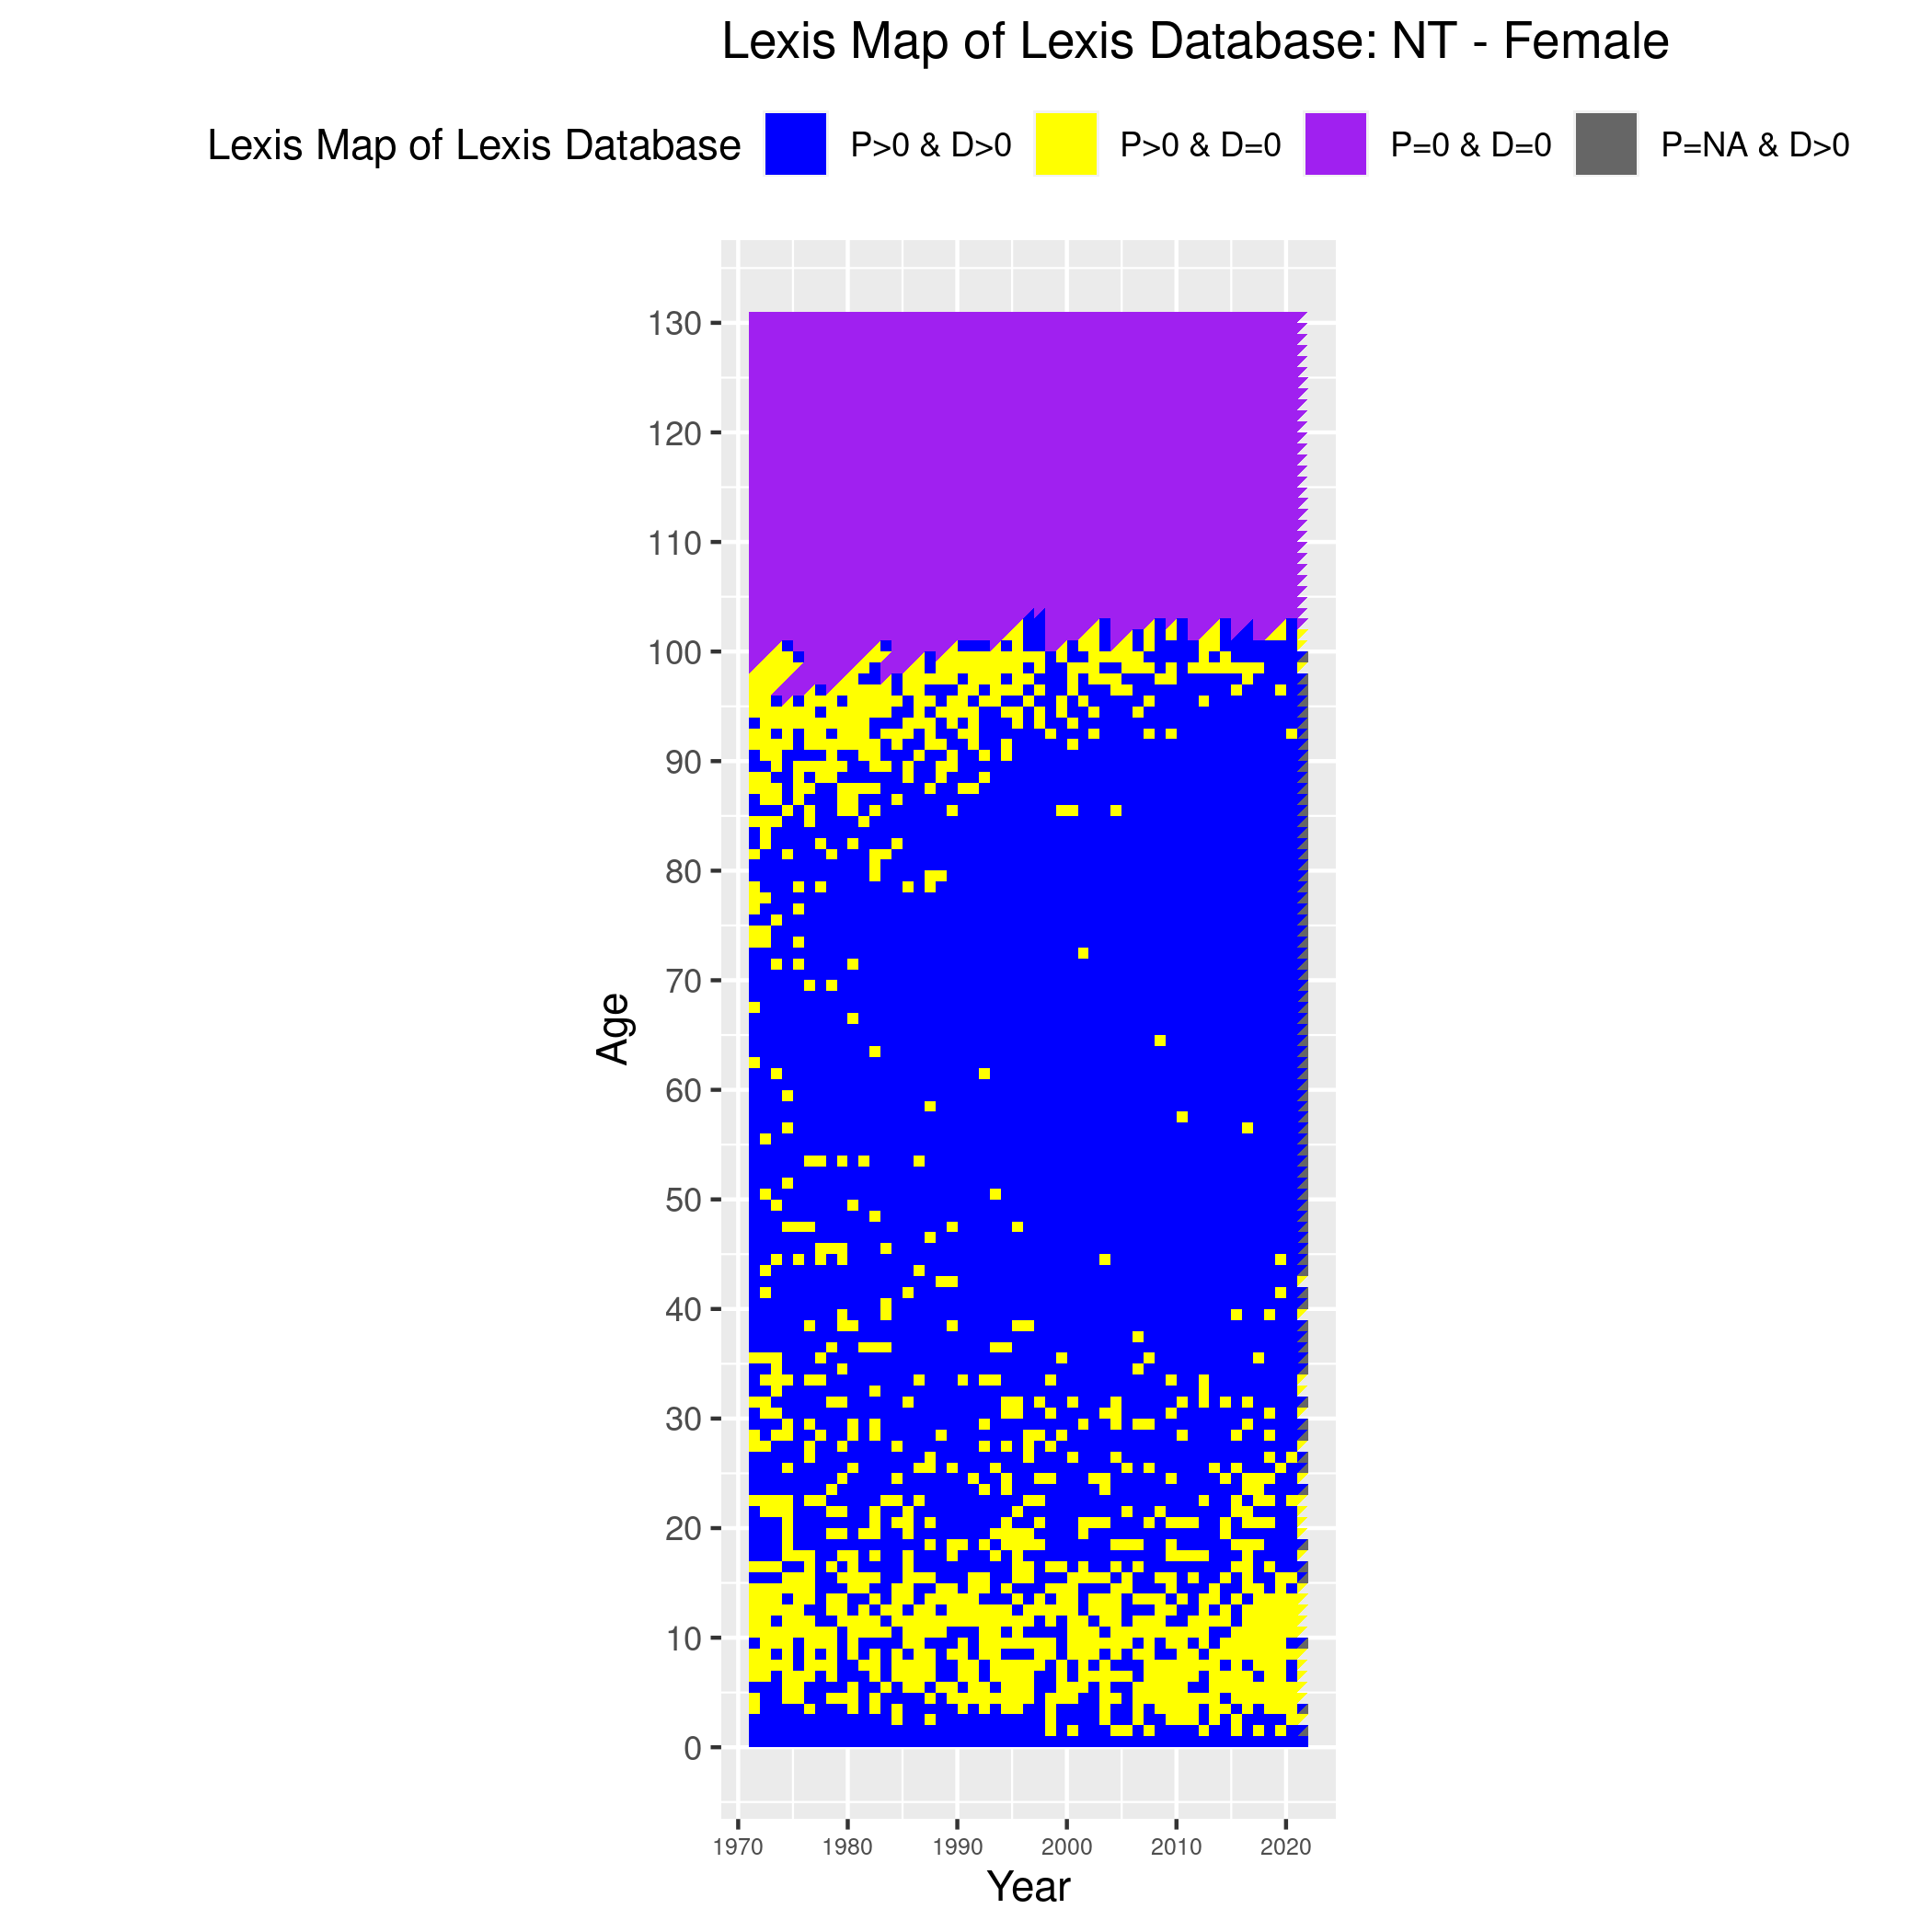 Lexis Map of Lexis Database: NT - Female
Lexis Map of Lexis Database P>0 & D>0 P>0 & D=0 P=0 & D=0 P=NA & D>0
130
120
110
100
90
80
70
60
50
40
30
20
10
0
Age
1970 1980 1990 2000 2010 2020
Year